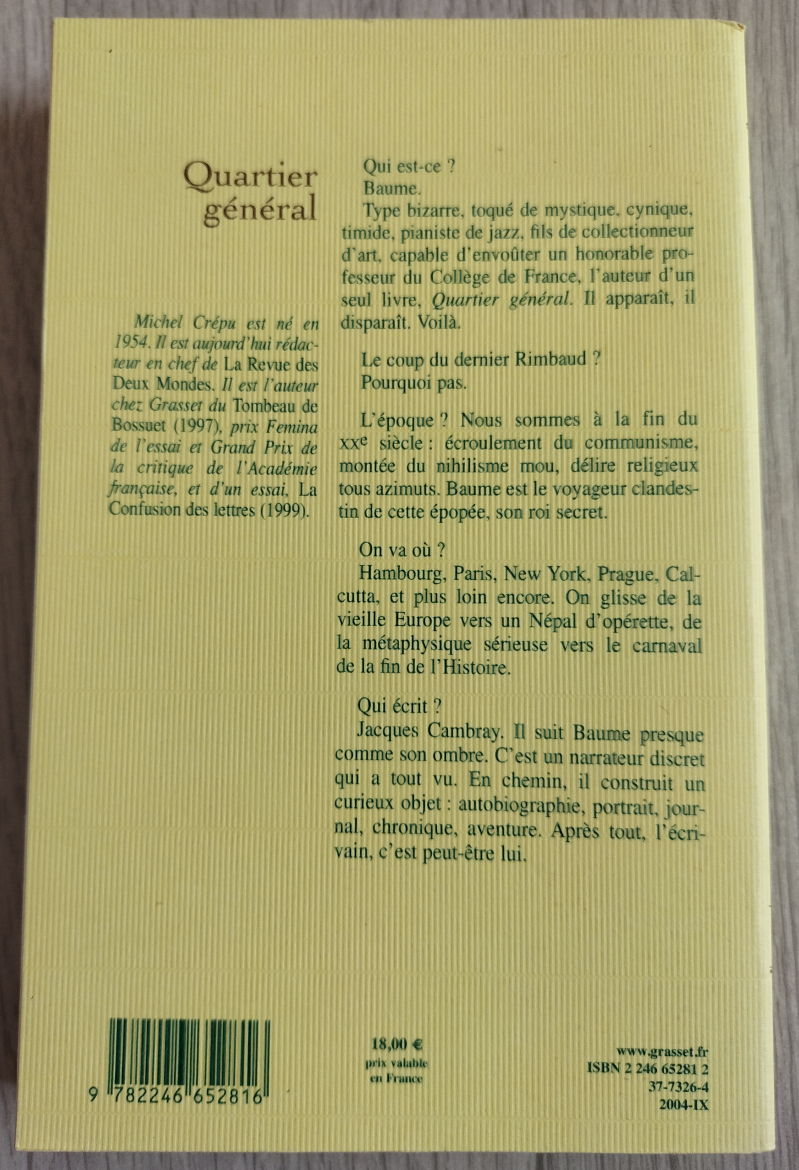 Quartier
général
Michel Crépu est né en
1954. Il est aujourd'hui rédac-
teur en chef de La Revue des
Deux Mondes. Il est l'auteur
chez Grasset du Tombeau de
Bossuet (1997), prix Femina
de l'essai et Grand Prix de
la critique de l'Académie
française, et d'un essai, La
Confusion des lettres (1999).
Qui est-ce ?
Baume.
Type bizarre, toqué de mystique, cynique,
timide, pianiste de jazz, fils de collectionneur
d'art, capable d'envoûter un honorable pro-
fesseur du Collège de France, l'auteur d'un
seul livre, Quartier général. Il apparaît, il
disparaît. Voilà.
Le coup du dernier Rimbaud ?
Pourquoi pas.
L'époque ? Nous sommes à la fin du
XXe siècle : écroulement du communisme,
montée du nihilisme mou, délire religieux
tous azimuts. Baume est le voyageur clandes-
tin de cette épopée, son roi secret.
On va où ?
Hambourg, Paris, New York, Prague, Cal-
cutta, et plus loin encore. On glisse de la
vieille Europe vers un Népal d'opérette, de
la métaphysique sérieuse vers le carnaval
de la fin de l'Histoire.
Qui écrit ?
Jacques Cambray. Il suit Baume presque
comme son ombre. C'est un narrateur discret
qui a tout vu. En chemin, il construit un
curieux objet : autobiographie, portrait, jour-
nal, chronique, aventure. Après tout, l'écri-
vain, c'est peut-être lui.
9 782246 652816
18,00 €
prix valable
en France
www.grasset.fr
ISBN 2 246 65281 2
37-7326-4
2004-IX